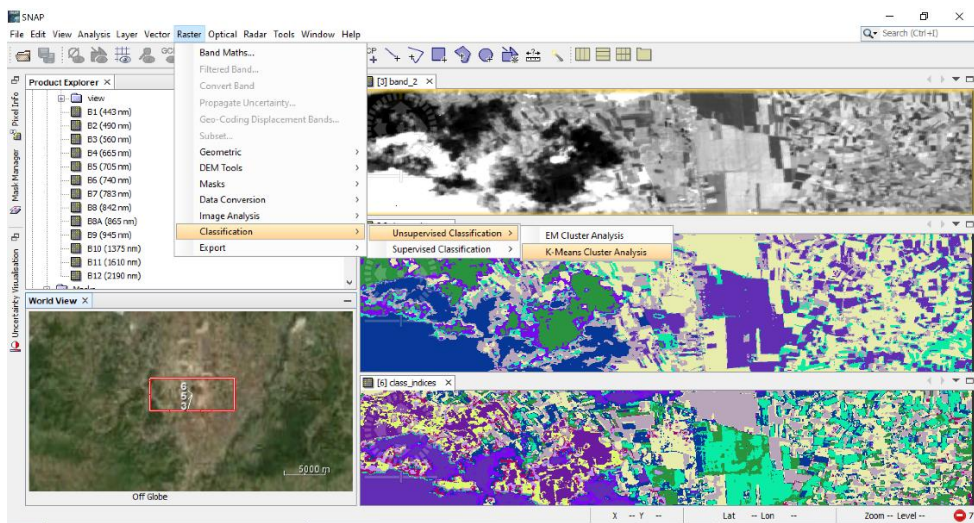 SNAP
File Edit View Analysis Layer Vector Raster Optical Radar Tools Window Help
Search (Ctrl+I)
Band Maths...
Filtered Band...
Convert Band
Propagate Uncertainty...
Geo-Coding Displacement Bands...
Subset...
Geometric
DEM Tools
Masks
Data Conversion
Image Analysis
Classification
Export
Unsupervised Classification
Supervised Classification
EM Cluster Analysis
K-Means Cluster Analysis
Pixel Info
Mask Manager
Uncertainty Visualisation
Product Explorer
view
B1 (443 nm)
B2 (490 nm)
B3 (560 nm)
B4 (665 nm)
B5 (705 nm)
B6 (740 nm)
B7 (783 nm)
B8 (842 nm)
B8A (865 nm)
B9 (945 nm)
B10 (1375 nm)
B11 (1610 nm)
B12 (2190 nm)
World View
6
5
3
5000 m
Off Globe
[3] band_2
[6] class_indices
X -- Y --
Lat -- Lon --
Zoom -- Level --
7